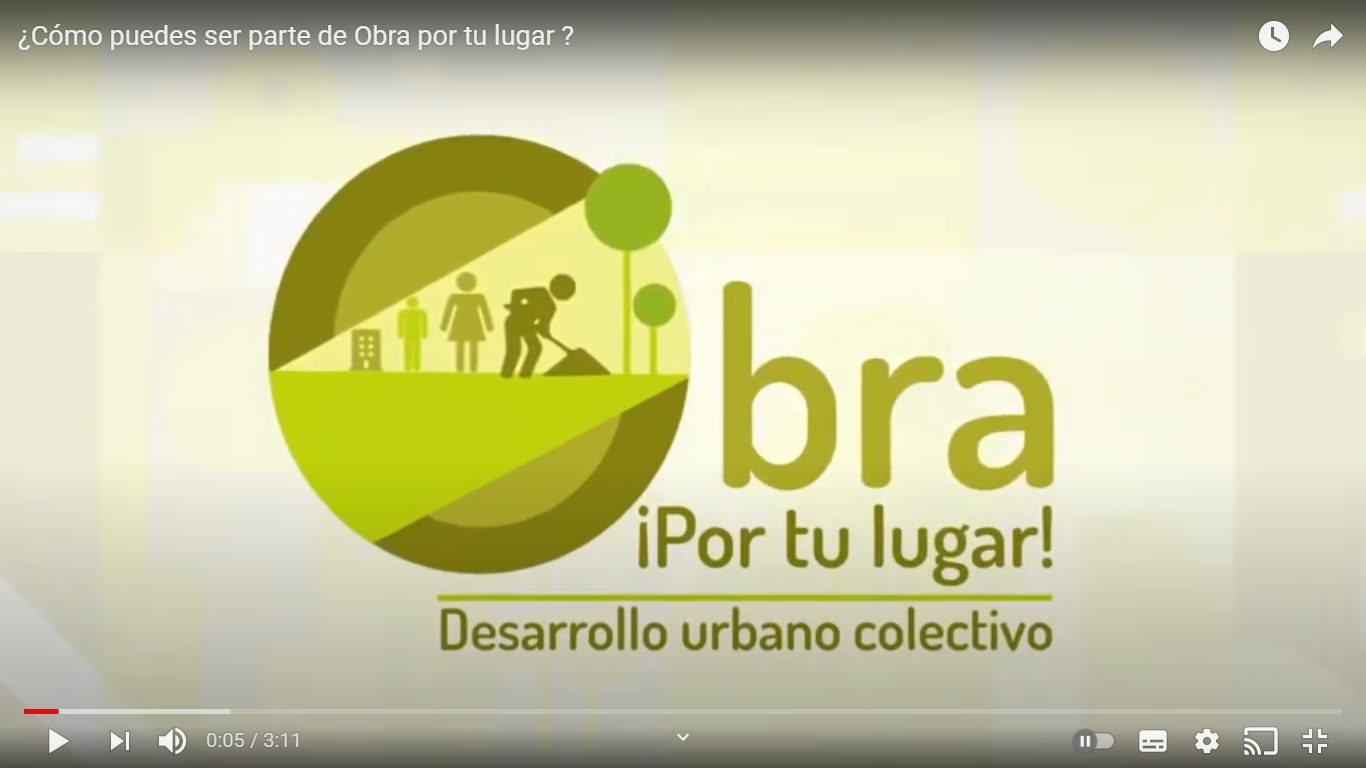 ¿Cómo puedes ser parte de Obra por tu lugar ?
Obra
¡Por tu lugar!
Desarrollo urbano colectivo
0:05 / 3:11